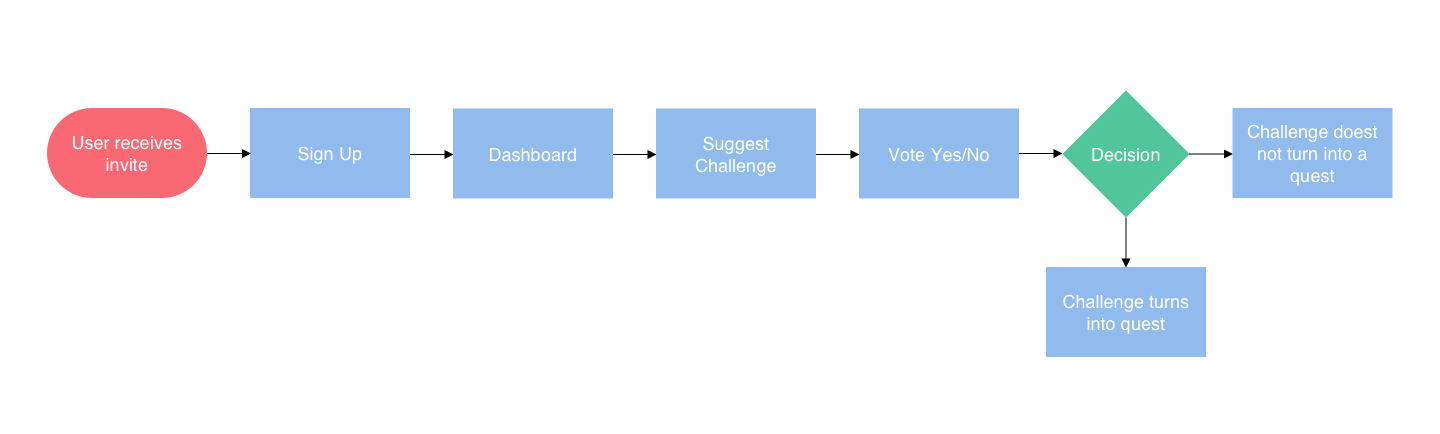 User receives
invite
Sign Up
Dashboard
Suggest
Challenge
Vote Yes/No
Decision
Challenge doest
not turn into a
quest
Challenge turns
into quest